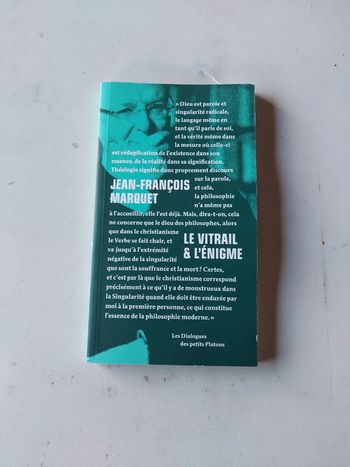 « Dieu est parole et
singularité radicale,
le langage même en
tant qu'il parle de soi,
et la vérité même dans
la mesure où celle-ci
est réduplication de l'existence dans son
essence, de la réalité dans sa signification.
Théologie signifie donc proprement discours
sur la parole,
et cela,
la philosophie
n'a même pas
JEAN-FRANÇOIS
MARQUET
à l'accueillir, elle l'est déjà. Mais, dira-t-on, cela
ne concerne que le dieu des philosophes, alors
que dans le christianisme
le Verbe se fait chair, et
va jusqu'à l'extrémité
négative de la singularité
LE VITRAIL
& L'ÉNIGME
que sont la souffrance et la mort ? Certes,
et c'est par là que le christianisme correspond
précisément à ce qu'il y a de monstrueux dans
la Singularité quand elle doit être endurée par
moi à la première personne, ce qui constitue
l'essence de la philosophie moderne. »
Les Dialogues
des petits Platons